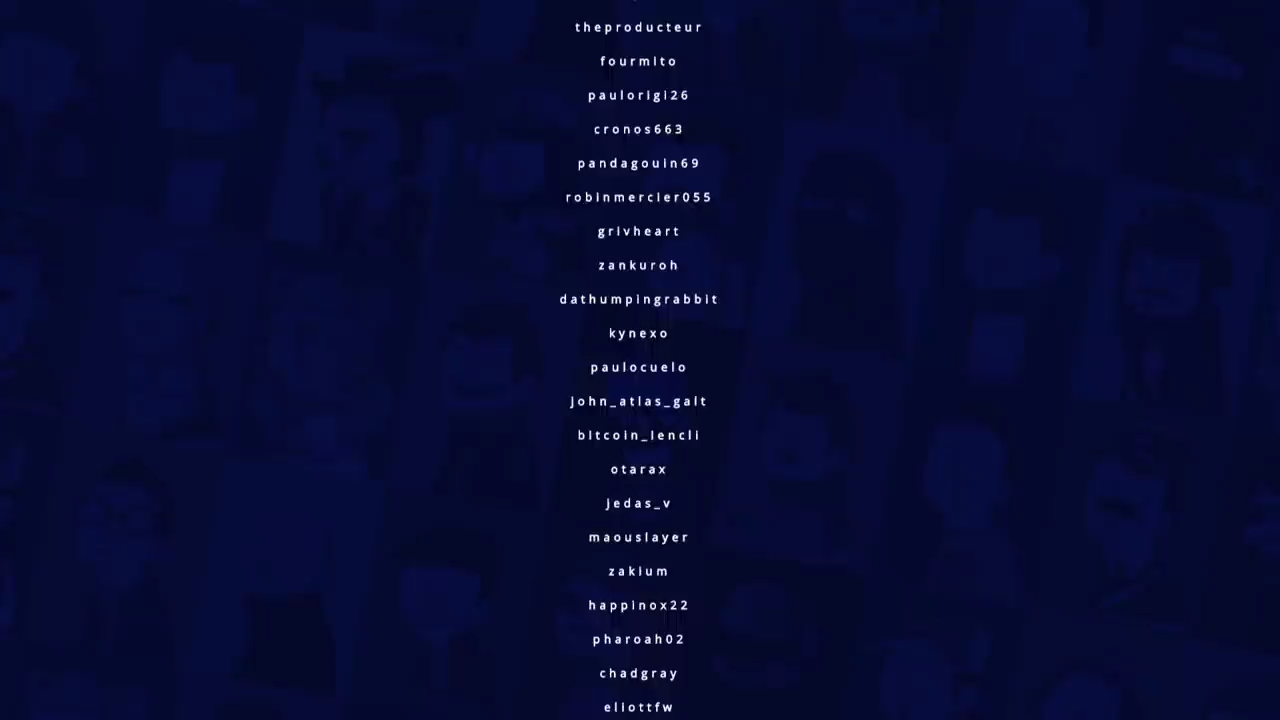 theproducteur
fourmito
paulorigi26
cronos663
pandagouin69
robinmercier055
grivheart
zankuroh
dathumpingrabbit
kynexo
paulocuelo
john_atlas_galt
bitcoin_lencli
otarax
jedas_v
maouslayer
zakium
happinox22
pharoah02
chadgray
eliottfw